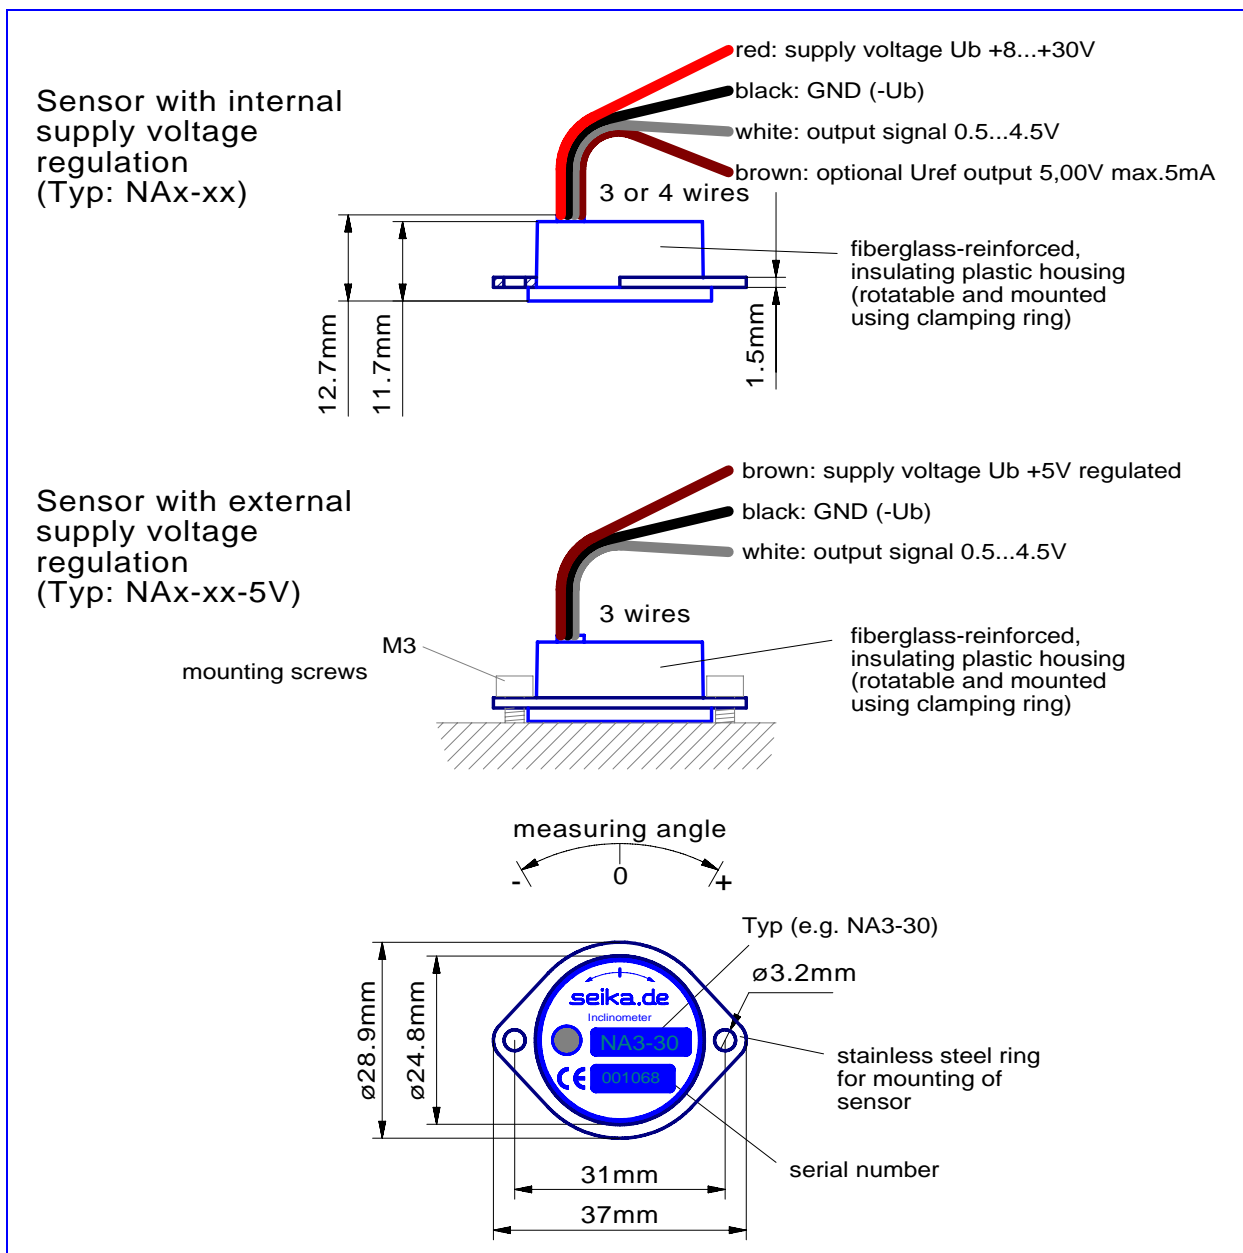 Sensor with internal
supply voltage
regulation
(Typ: NAx-xx)
red: supply voltage Ub +8...+30V
black: GND (-Ub)
white: output signal 0.5...4.5V
brown: optional Uref output 5,00V max.5mA
3 or 4 wires
fiberglass-reinforced,
insulating plastic housing
(rotatable and mounted
using clamping ring)
12.7mm
11.7mm
1.5mm
Sensor with external
supply voltage
regulation
(Typ: NAx-xx-5V)
brown: supply voltage Ub +5V regulated
black: GND (-Ub)
white: output signal 0.5...4.5V
3 wires
M3
mounting screws
fiberglass-reinforced,
insulating plastic housing
(rotatable and mounted
using clamping ring)
measuring angle
- 0 +
Typ (e.g. NA3-30)
ø3.2mm
ø28.9mm
ø24.8mm
seika.de
Inclinometer
NA3-30
CE 001068
stainless steel ring
for mounting of
sensor
serial number
31mm
37mm